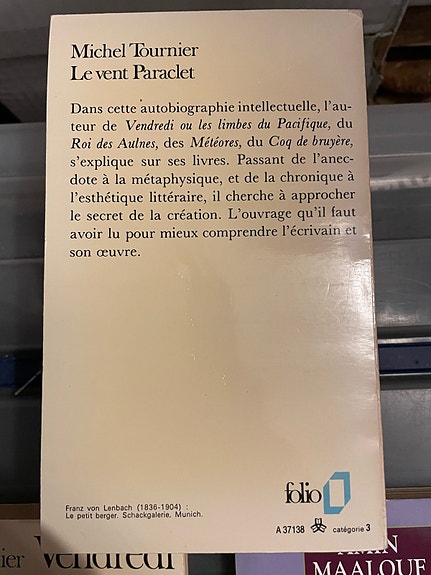 Michel Tournier
Le vent Paraclet
Dans cette autobiographie intellectuelle, l'au-
teur de Vendredi ou les limbes du Pacifique, du
Roi des Aulnes, des Météores, du Coq de bruyère,
s'explique sur ses livres. Passant de l'anec-
dote à la métaphysique, et de la chronique à
l'esthétique littéraire, il cherche à approcher
le secret de la création. L'ouvrage qu'il faut
avoir lu pour mieux comprendre l'écrivain et
son œuvre.
Franz von Lenbach (1836-1904) :
Le petit berger. Schackgalerie, Munich.
folio
A 37138 catégorie 3
ier Vendredi
AMIN
MAALOUF